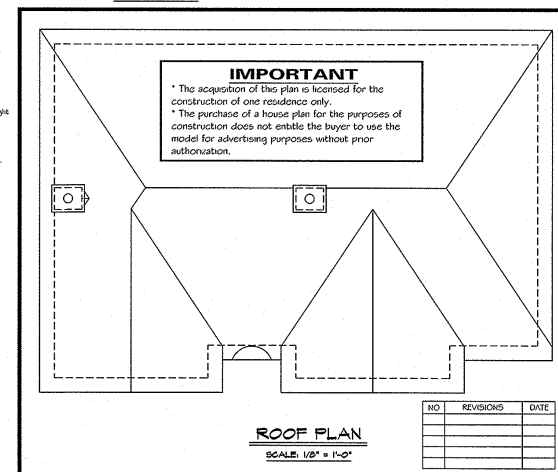 IMPORTANT
* The acquisition of this plan is licensed for the
construction of one residence only.
* The purchase of a house plan for the purposes of
construction does not entitle the buyer to use the
model for advertising purposes without prior
authorization.
NO REVISIONS DATE
ROOF PLAN
SCALE: 1/8" = 1'-0"